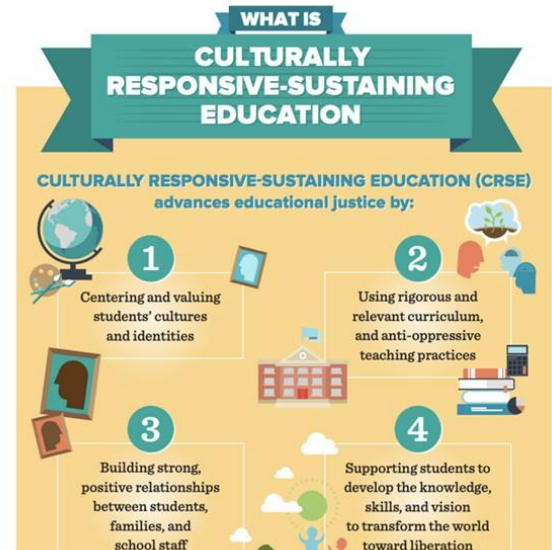 WHAT IS
CULTURALLY
RESPONSIVE-SUSTAINING
EDUCATION
CULTURALLY RESPONSIVE-SUSTAINING EDUCATION (CRSE)
advances educational justice by:
1
Centering and valuing
students' cultures
and identities
2
Using rigorous and
relevant curriculum,
and anti-oppressive
teaching practices
3
Building strong,
positive relationships
between students,
families, and
school staff
4
Supporting students to
develop the knowledge,
skills, and vision
to transform the world
toward liberation